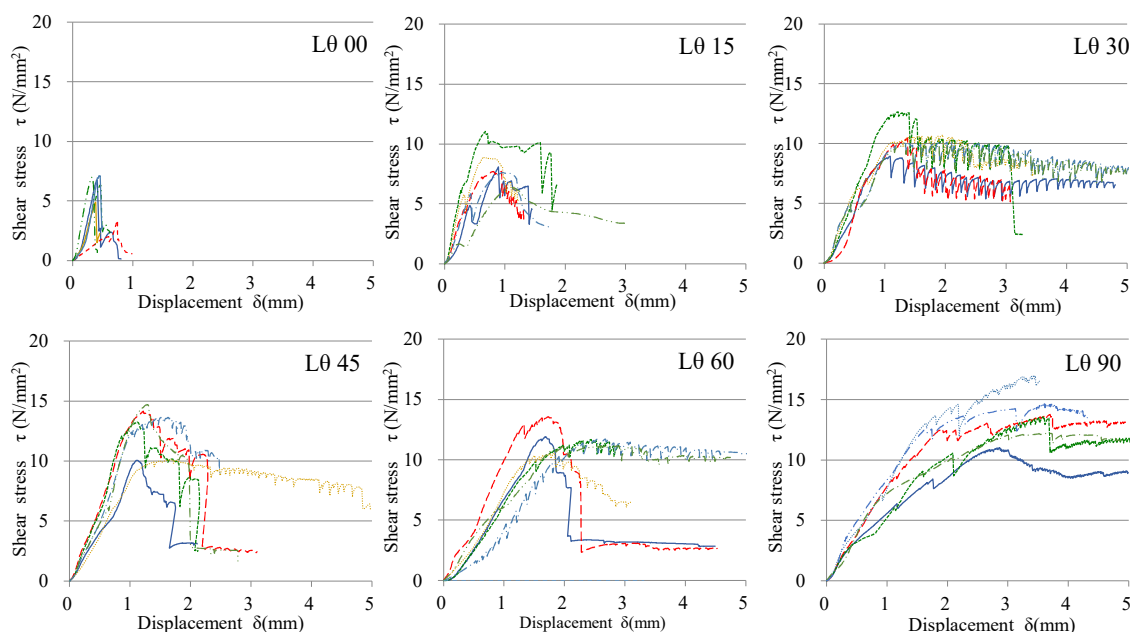 Lθ 00
Shear stress τ (N/mm²)
20
15
10
5
0
0 1 2 3 4 5
Displacement δ(mm)
Lθ 15
Shear stress τ (N/mm²)
20
15
10
5
0
0 1 2 3 4 5
Displacement δ(mm)
Lθ 30
Shear stress τ (N/mm²)
20
15
10
5
0
0 1 2 3 4 5
Displacement δ(mm)
Lθ 45
Shear stress τ (N/mm²)
20
15
10
5
0
0 1 2 3 4 5
Displacement δ(mm)
Lθ 60
Shear stress τ (N/mm²)
20
15
10
5
0
0 1 2 3 4 5
Displacement δ(mm)
Lθ 90
Shear stress τ (N/mm²)
20
15
10
5
0
0 1 2 3 4 5
Displacement δ(mm)